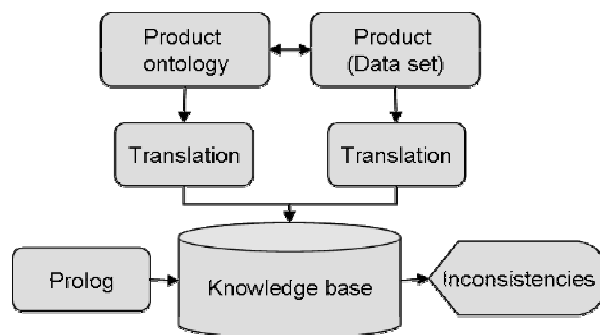 Product
ontology
Product
(Data set)
Translation
Translation
Prolog
Knowledge base
Inconsistencies